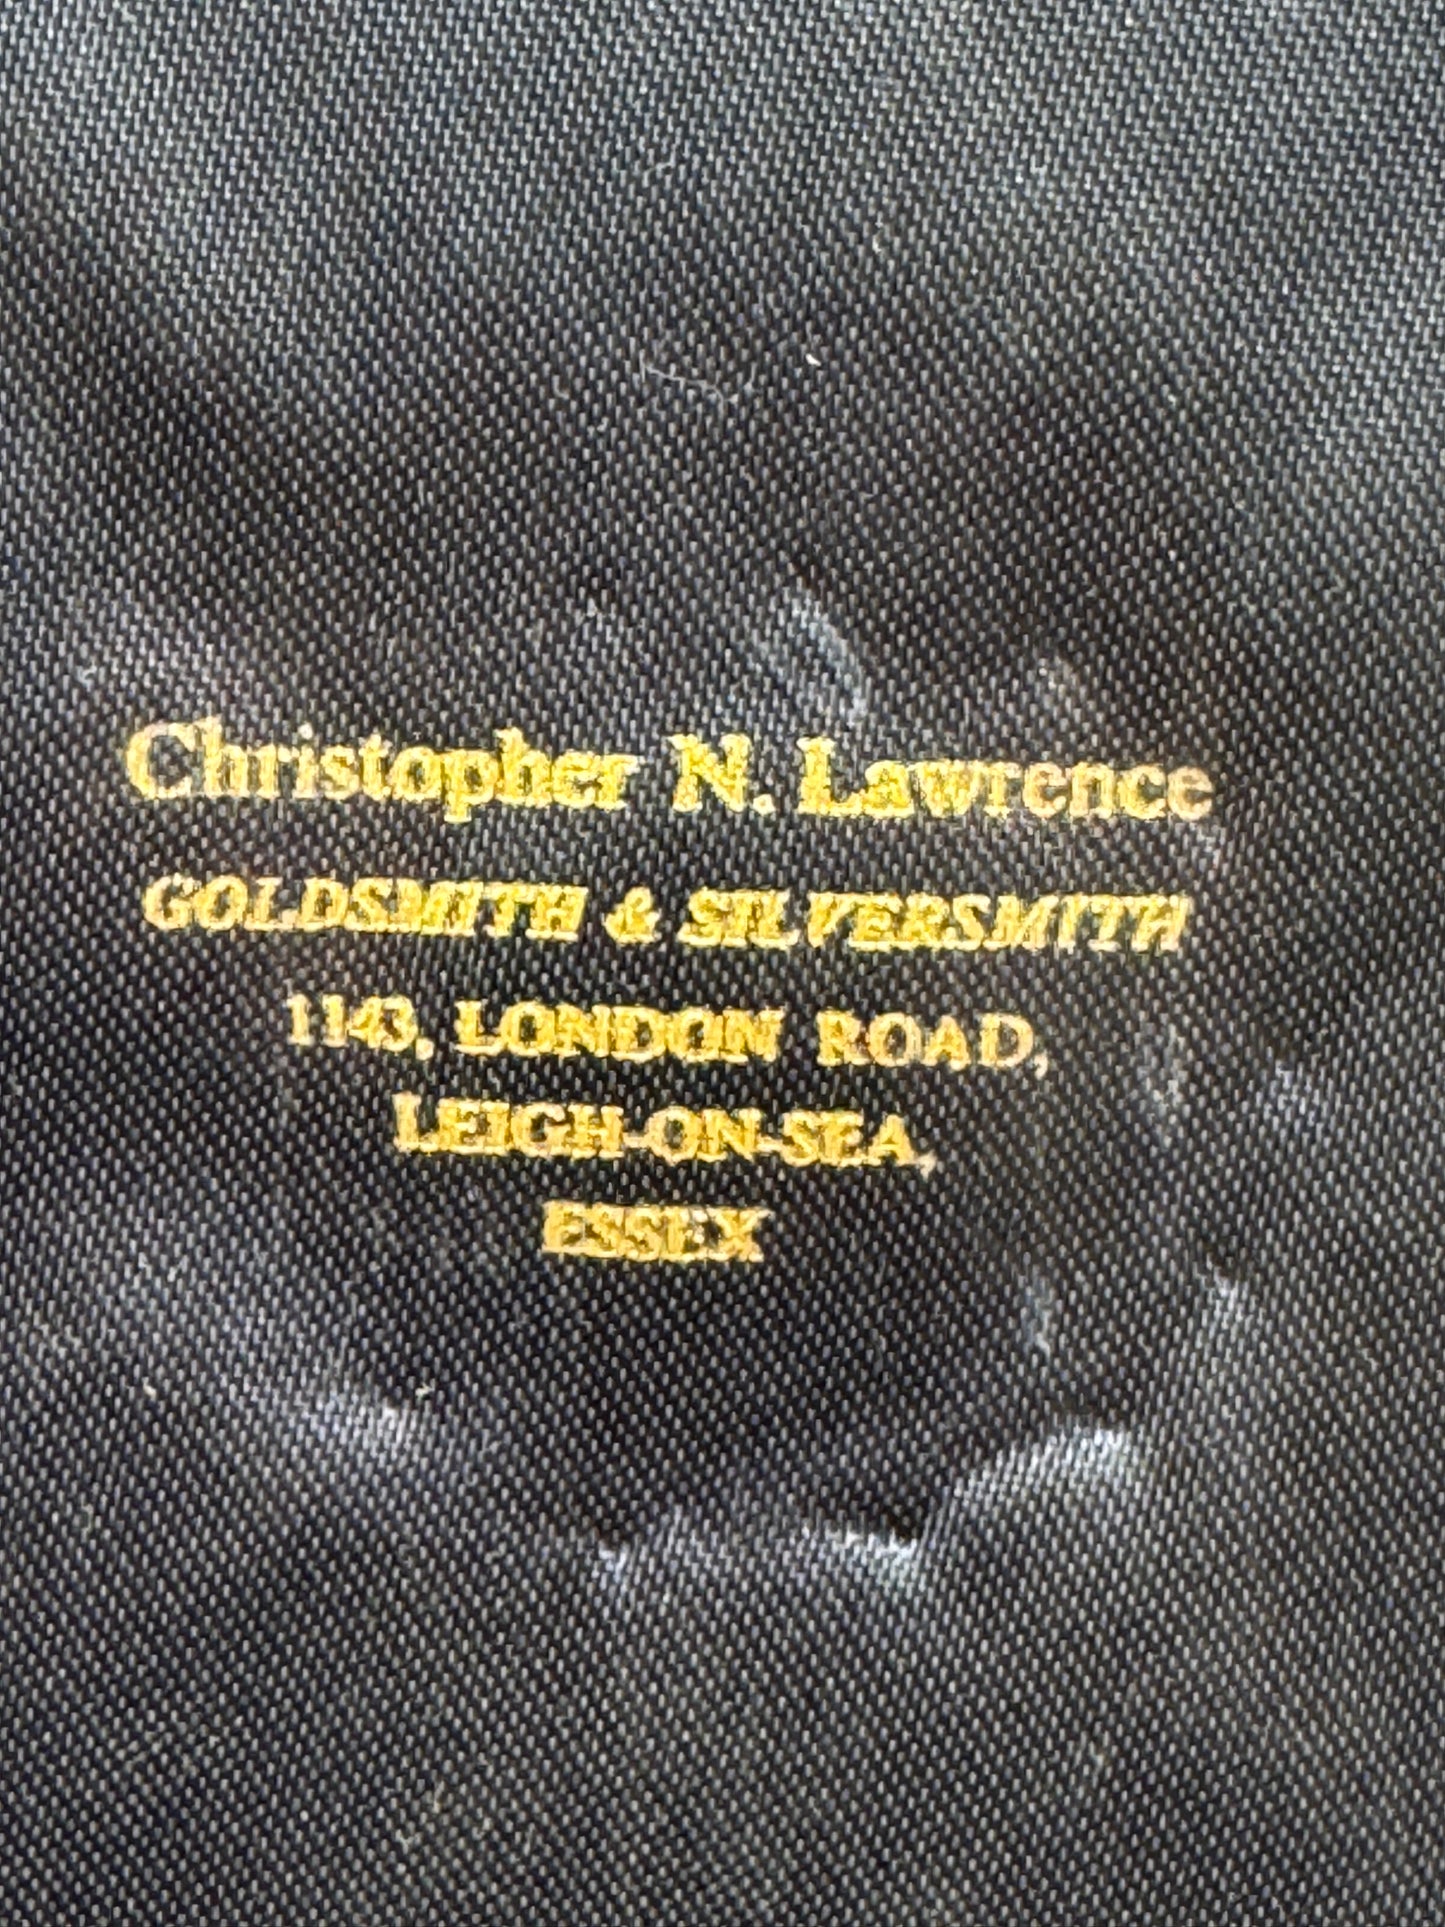 Christopher N. Lawrence
GOLDSMITH & SILVERSMITH
1143, LONDON ROAD,
LEIGH-ON-SEA,
ESSEX